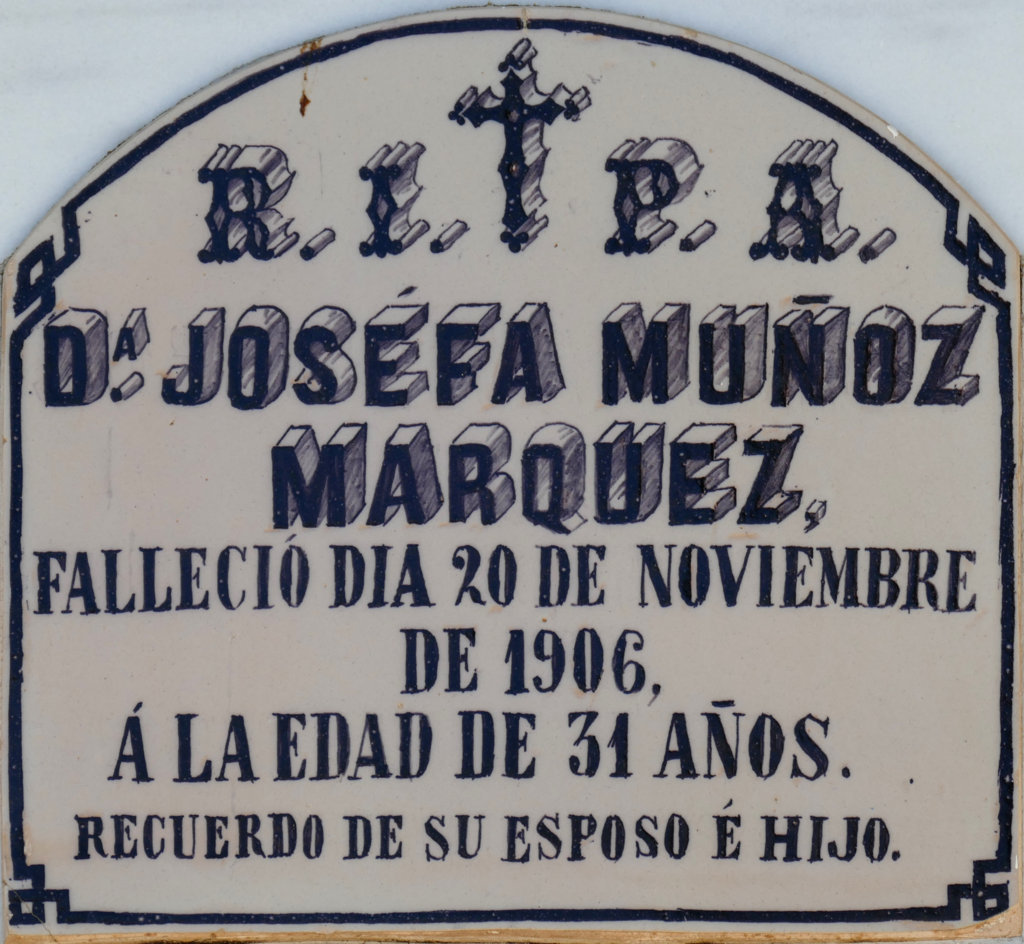 R. I. P. A.
D.ᴬ JOSÉFA MUÑOZ
MARQUEZ,
FALLECIÓ DIA 20 DE NOVIEMBRE
DE 1906,
Á LA EDAD DE 31 AÑOS.
RECUERDO DE SU ESPOSO É HIJO.